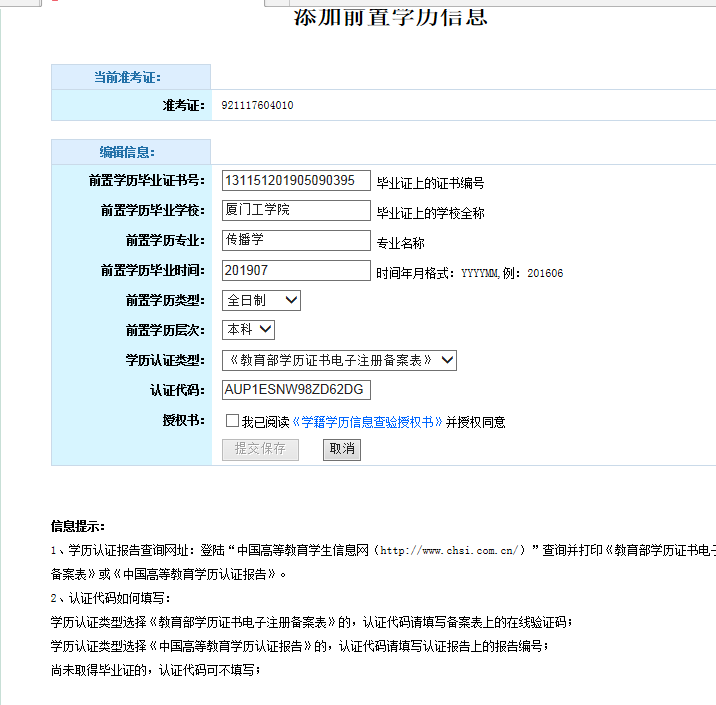 添加前置学历信息
当前准考证：
准考证： 921117604010
编辑信息：
前置学历毕业证书号： 131151201905090395 毕业证上的证书编号
前置学历毕业学校： 厦门工学院 毕业证上的学校全称
前置学历专业： 传播学 专业名称
前置学历毕业时间： 201907 时间年月格式：YYYYMM,例：201606
前置学历类型： 全日制
前置学历层次： 本科
学历认证类型： 《教育部学历证书电子注册备案表》
认证代码： AUP1ESNW98ZD62DG
授权书： 我已阅读《学籍学历信息查验授权书》并授权同意
提交保存 取消
信息提示：
1、学历认证报告查询网址：登陆“中国高等教育学生信息网（http://www.chsi.com.cn/）”查询并打印《教育部学历证书电子
备案表》或《中国高等教育学历认证报告》。
2、认证代码如何填写：
学历认证类型选择《教育部学历证书电子注册备案表》的，认证代码请填写备案表上的在线验证码；
学历认证类型选择《中国高等教育学历认证报告》的，认证代码请填写认证报告上的报告编号；
尚未取得毕业证的，认证代码可不填写；